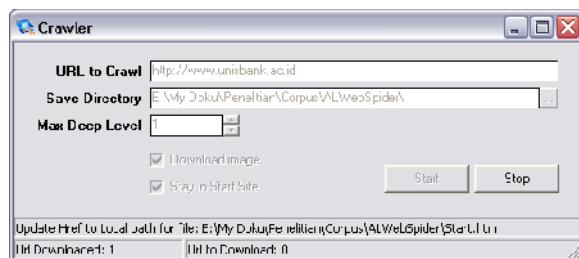 Crawler
URL to Crawl http://www.unisbank.ac.id
Save Directory E:\My Doku\Penelitian\Corpus\ALWebSpider\ ...
Max Deep Level 1
Download image
Stay in Start Site
Start Stop
Update Href to Local path for file: E:\My Doku\Penelitian\Corpus\ALWebSpider\Start.htm
Url Downloaded: 1 Url to Download: 0